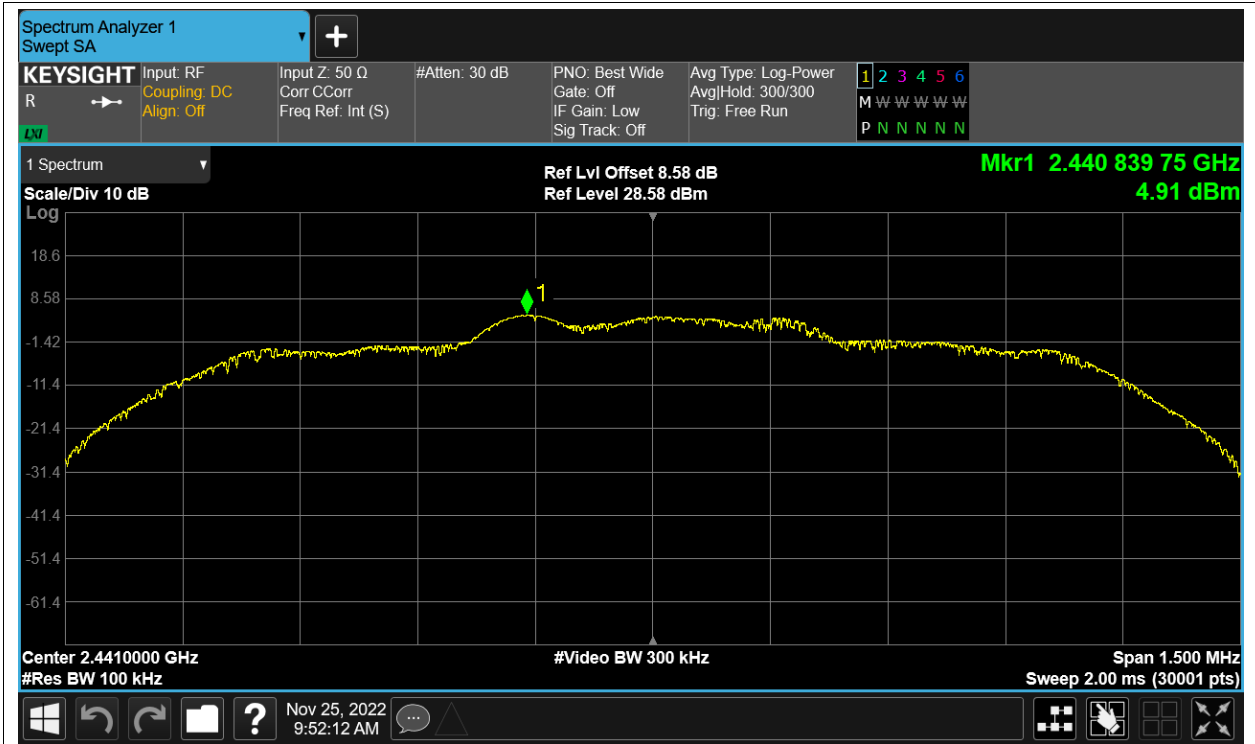 Spectrum Analyzer 1
Swept SA
KEYSIGHT
R
LXI
Input: RF
Coupling: DC
Align: Off
Input Z: 50 Ω
Corr CCorr
Freq Ref: Int (S)
#Atten: 30 dB
PNO: Best Wide
Gate: Off
IF Gain: Low
Sig Track: Off
Avg Type: Log-Power
Avg|Hold: 300/300
Trig: Free Run
1 2 3 4 5 6
M W W W W W
P N N N N N
1 Spectrum
Scale/Div 10 dB
Ref Lvl Offset 8.58 dB
Ref Level 28.58 dBm
Mkr1 2.440 839 75 GHz
4.91 dBm
Log
18.6
8.58
-1.42
-11.4
-21.4
-31.4
-41.4
-51.4
-61.4
1
Center 2.4410000 GHz
#Res BW 100 kHz
#Video BW 300 kHz
Span 1.500 MHz
Sweep 2.00 ms (30001 pts)
?
Nov 25, 2022
9:52:12 AM